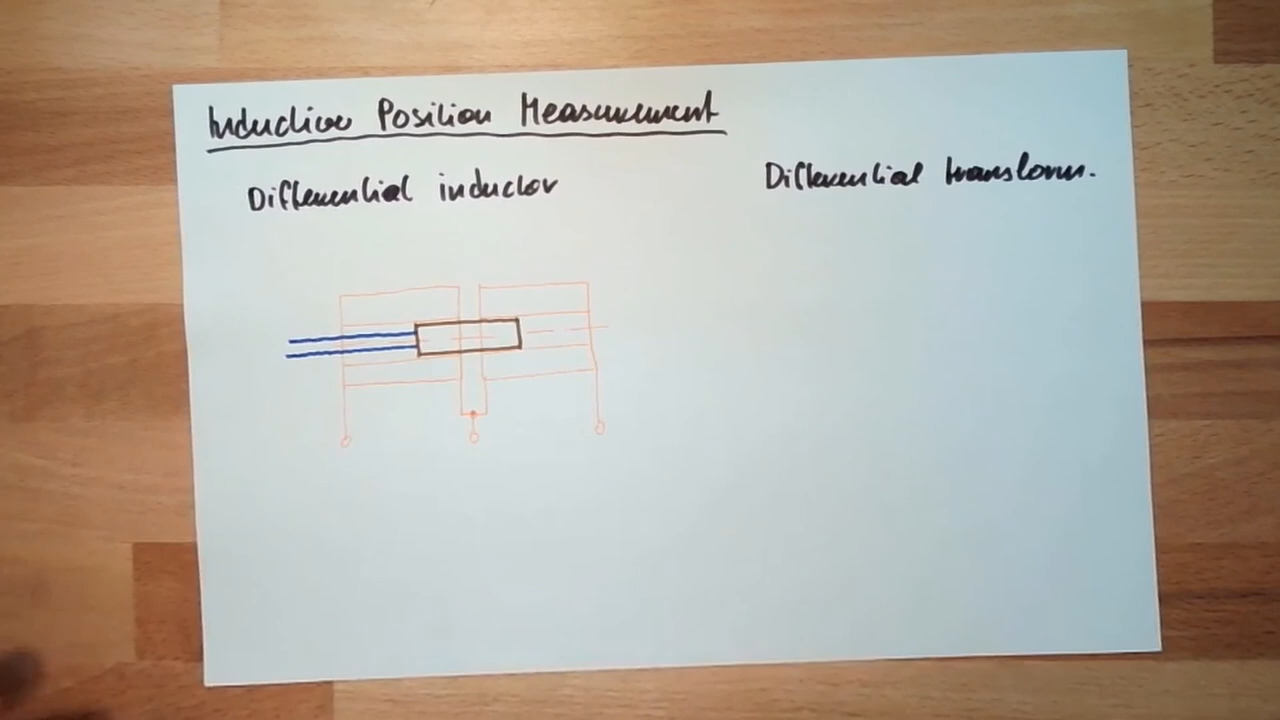 Inductive Position Measurement
Differential inductor
Differential transform.